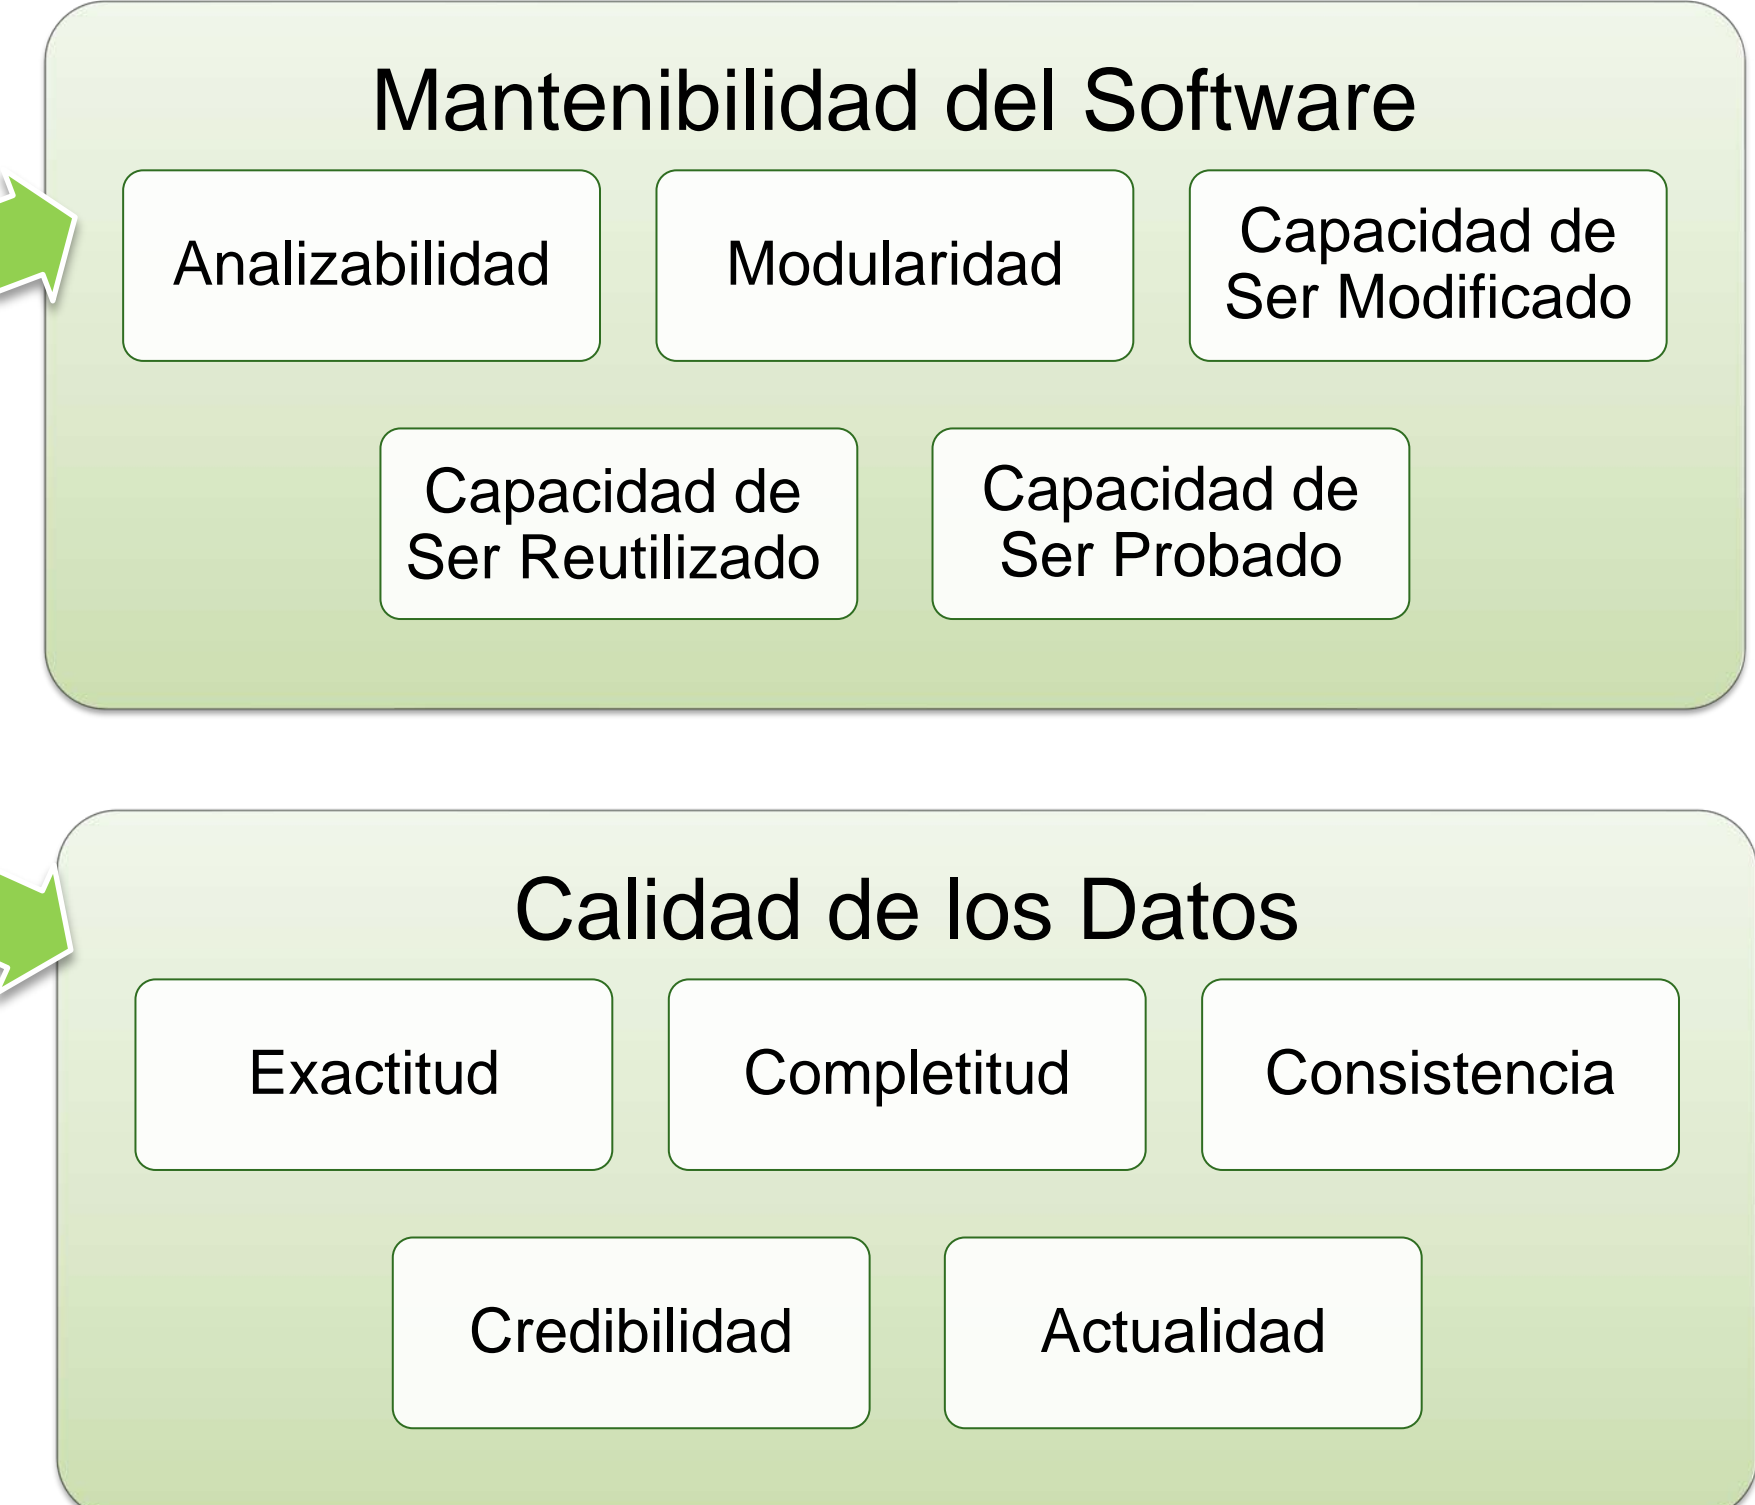 Mantenibilidad del Software
Analizabilidad
Modularidad
Capacidad de
Ser Modificado
Capacidad de
Ser Reutilizado
Capacidad de
Ser Probado
Calidad de los Datos
Exactitud
Completitud
Consistencia
Credibilidad
Actualidad